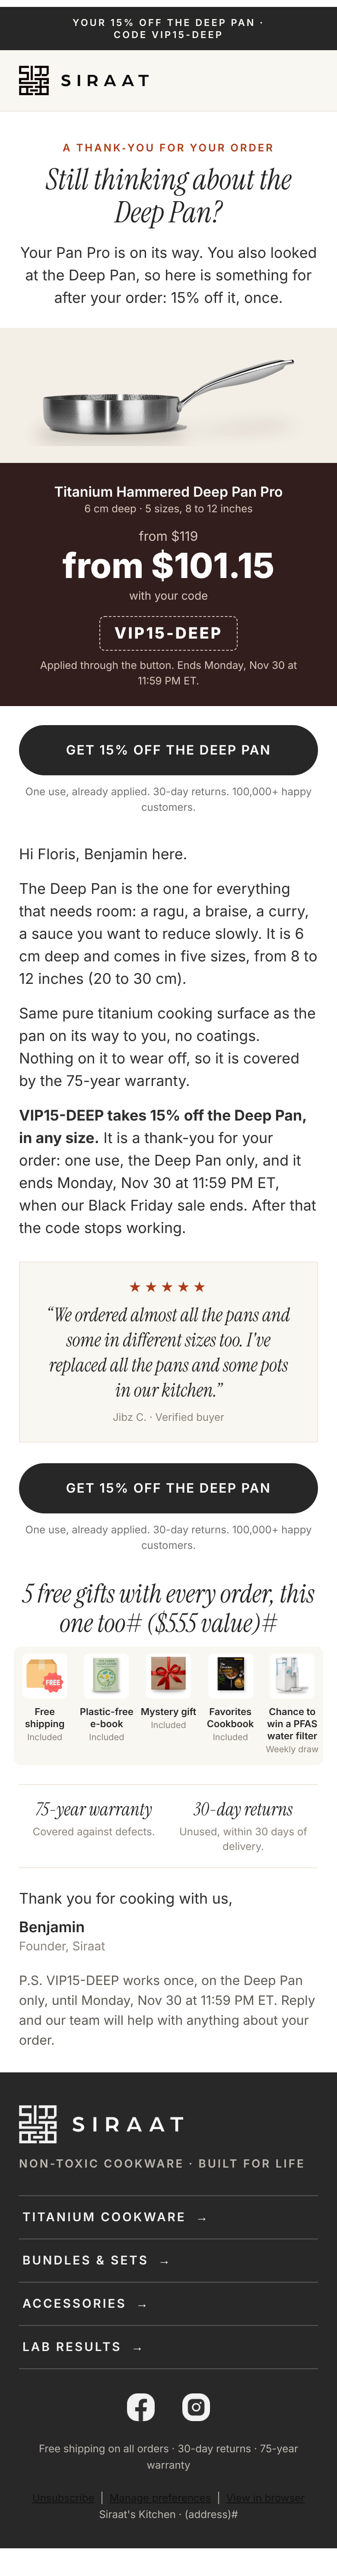 YOUR 15% OFF THE DEEP PAN ·
CODE VIP15-DEEP
SIRAAT
A THANK-YOU FOR YOUR ORDER
Still thinking about the
Deep Pan?
Your Pan Pro is on its way. You also looked
at the Deep Pan, so here is something for
after your order: 15% off it, once.
Titanium Hammered Deep Pan Pro
6 cm deep · 5 sizes, 8 to 12 inches
from $119
from $101.15
with your code
VIP15-DEEP
Applied through the button. Ends Monday, Nov 30 at
11:59 PM ET.
GET 15% OFF THE DEEP PAN
One use, already applied. 30-day returns. 100,000+ happy
customers.
Hi Floris, Benjamin here.
The Deep Pan is the one for everything
that needs room: a ragu, a braise, a curry,
a sauce you want to reduce slowly. It is 6
cm deep and comes in five sizes, from 8 to
12 inches (20 to 30 cm).
Same pure titanium cooking surface as the
pan on its way to you, no coatings.
Nothing on it to wear off, so it is covered
by the 75-year warranty.
VIP15-DEEP takes 15% off the Deep Pan,
in any size. It is a thank-you for your
order: one use, the Deep Pan only, and it
ends Monday, Nov 30 at 11:59 PM ET,
when our Black Friday sale ends. After that
the code stops working.
★★★★★
“We ordered almost all the pans and
some in different sizes too. I've
replaced all the pans and some pots
in our kitchen.”
Jibz C. · Verified buyer
GET 15% OFF THE DEEP PAN
One use, already applied. 30-day returns. 100,000+ happy
customers.
5 free gifts with every order, this
one too# ($555 value)#
FREE
Free shipping
Included
Plastic-free e-book
Included
Mystery gift
Included
Favorites Cookbook
Included
Chance to win a PFAS water filter
Weekly draw
75-year warranty
Covered against defects.
30-day returns
Unused, within 30 days of
delivery.
Thank you for cooking with us,
Benjamin
Founder, Siraat
P.S. VIP15-DEEP works once, on the Deep Pan
only, until Monday, Nov 30 at 11:59 PM ET. Reply
and our team will help with anything about your
order.
SIRAAT
NON-TOXIC COOKWARE · BUILT FOR LIFE
TITANIUM COOKWARE →
BUNDLES & SETS →
ACCESSORIES →
LAB RESULTS →
Free shipping on all orders · 30-day returns · 75-year
warranty
Unsubscribe | Manage preferences | View in browser
Siraat's Kitchen · (address)#